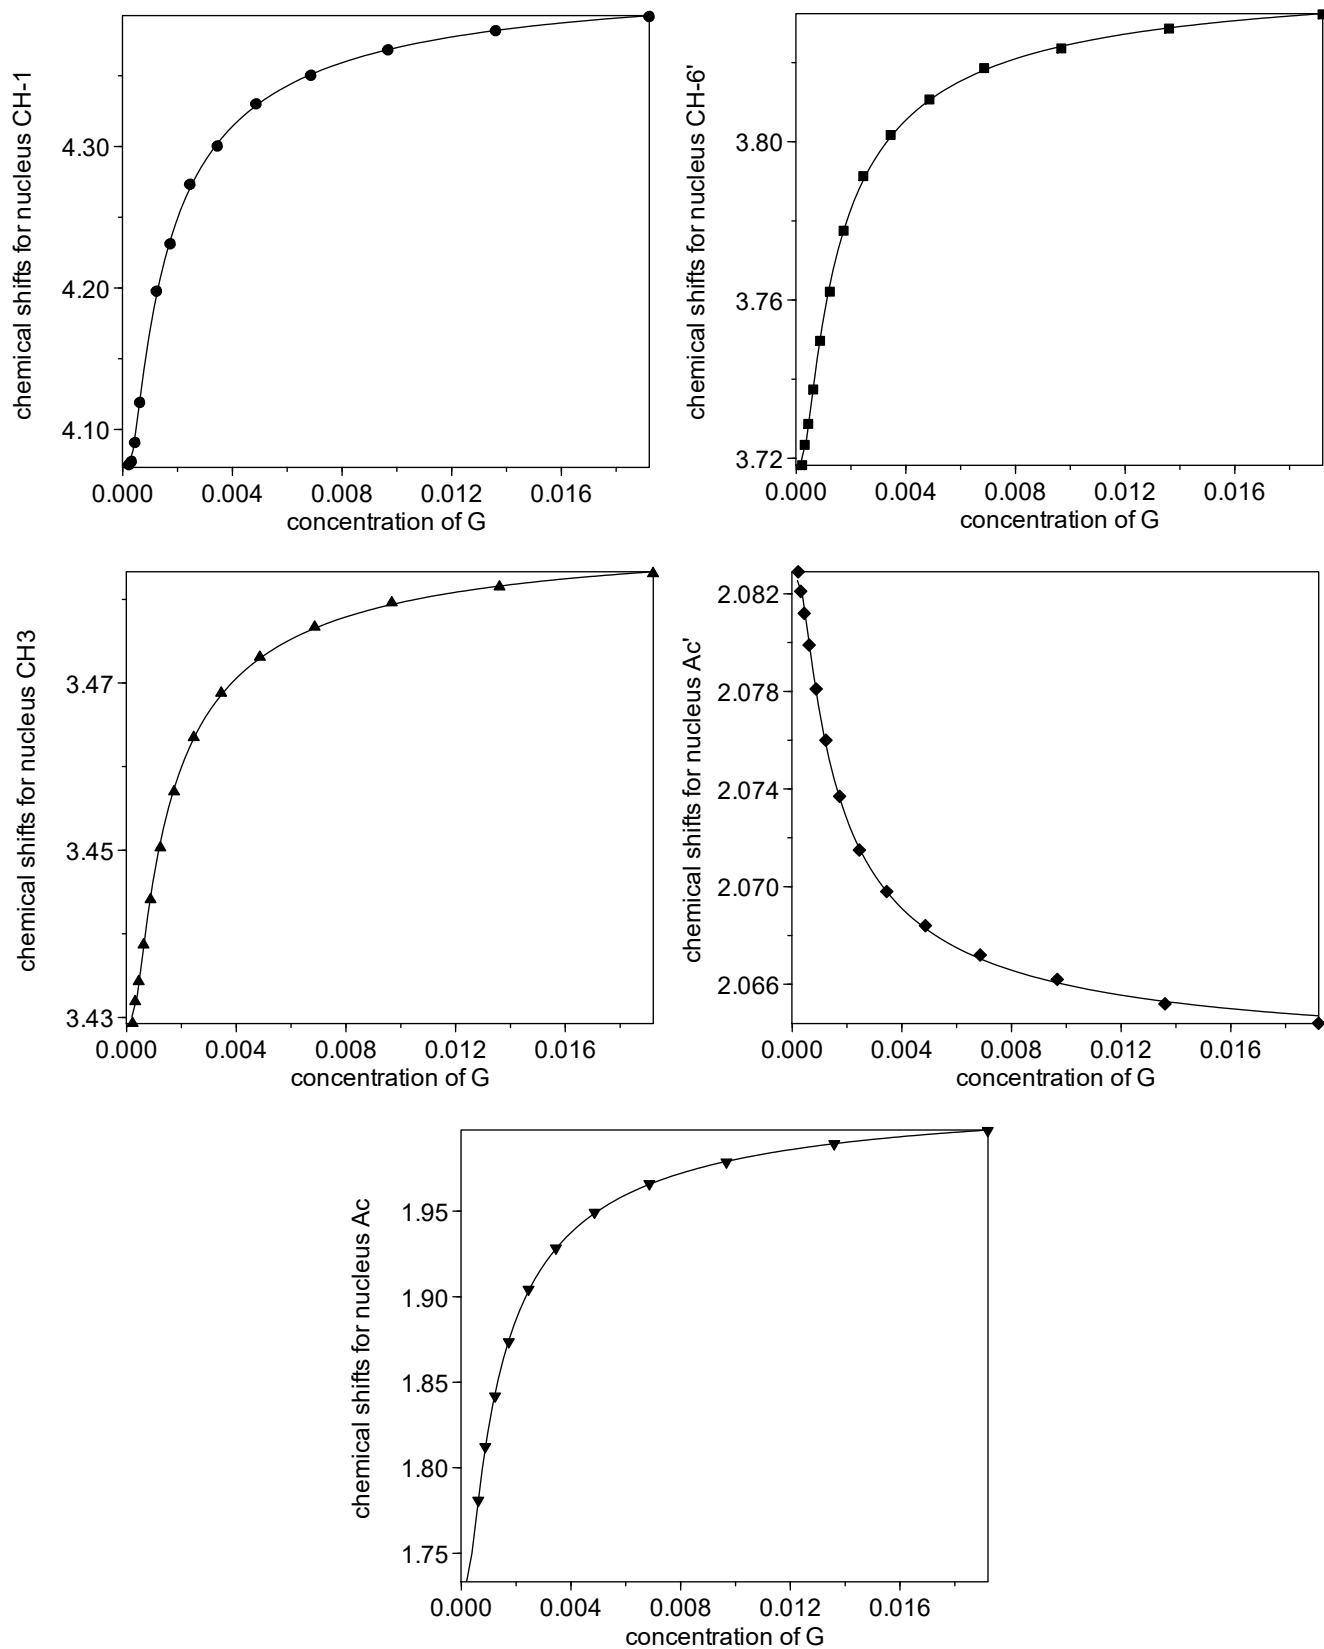 chemical shifts for nucleus CH-1
4.30
4.20
4.10
0.000 0.004 0.008 0.012 0.016
concentration of G
chemical shifts for nucleus CH-6'
3.80
3.76
3.72
0.000 0.004 0.008 0.012 0.016
concentration of G
chemical shifts for nucleus CH3
3.47
3.45
3.43
0.000 0.004 0.008 0.012 0.016
concentration of G
chemical shifts for nucleus Ac'
2.082
2.078
2.074
2.070
2.066
0.000 0.004 0.008 0.012 0.016
concentration of G
chemical shifts for nucleus Ac
1.95
1.90
1.85
1.80
1.75
0.000 0.004 0.008 0.012 0.016
concentration of G